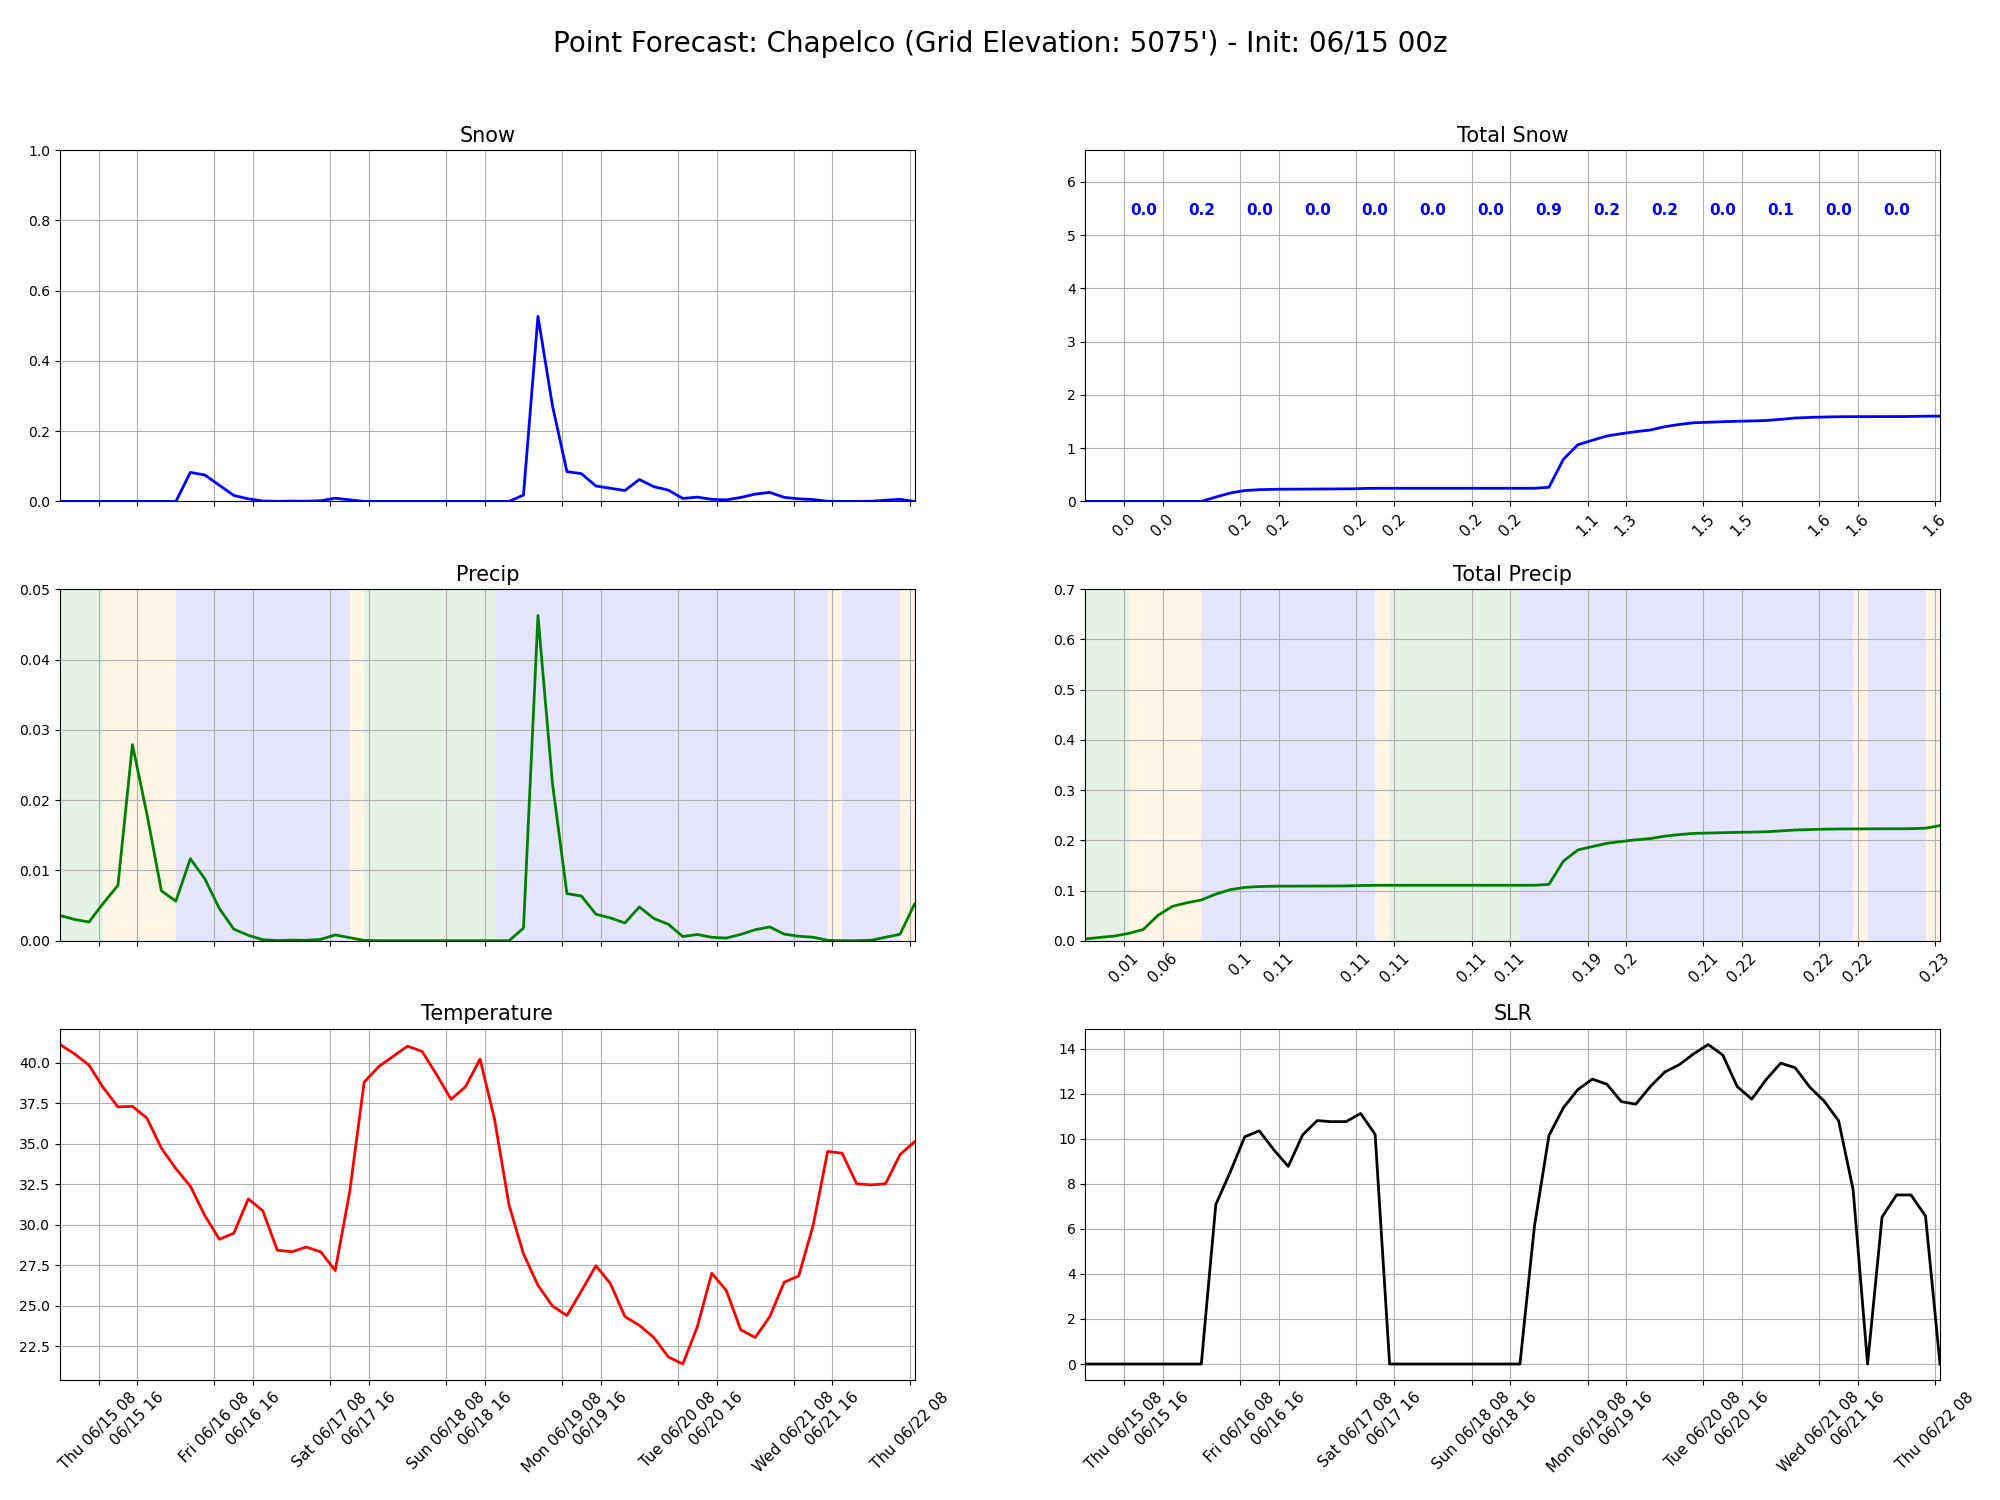 Point Forecast: Chapelco (Grid Elevation: 5075') - Init: 06/15 00z
Snow
1.0
0.8
0.6
0.4
0.2
0.0
Total Snow
6
5
4
3
2
1
0
0.0 0.2 0.0 0.0 0.0 0.0 0.0 0.9 0.2 0.2 0.0 0.1 0.0 0.0
0.0 0.0 0.2 0.2 0.2 0.2 0.2 0.2 1.1 1.3 1.5 1.5 1.6 1.6 1.6
Precip
0.05
0.04
0.03
0.02
0.01
0.00
Total Precip
0.7
0.6
0.5
0.4
0.3
0.2
0.1
0.0
0.01 0.06 0.1 0.11 0.11 0.11 0.11 0.11 0.19 0.2 0.21 0.22 0.22 0.22 0.23
Temperature
40.0
37.5
35.0
32.5
30.0
27.5
25.0
22.5
Thu 06/15 08
06/15 16
Fri 06/16 08
06/16 16
Sat 06/17 08
06/17 16
Sun 06/18 08
06/18 16
Mon 06/19 08
06/19 16
Tue 06/20 08
06/20 16
Wed 06/21 08
06/21 16
Thu 06/22 08
SLR
14
12
10
8
6
4
2
0
Thu 06/15 08
06/15 16
Fri 06/16 08
06/16 16
Sat 06/17 08
06/17 16
Sun 06/18 08
06/18 16
Mon 06/19 08
06/19 16
Tue 06/20 08
06/20 16
Wed 06/21 08
06/21 16
Thu 06/22 08